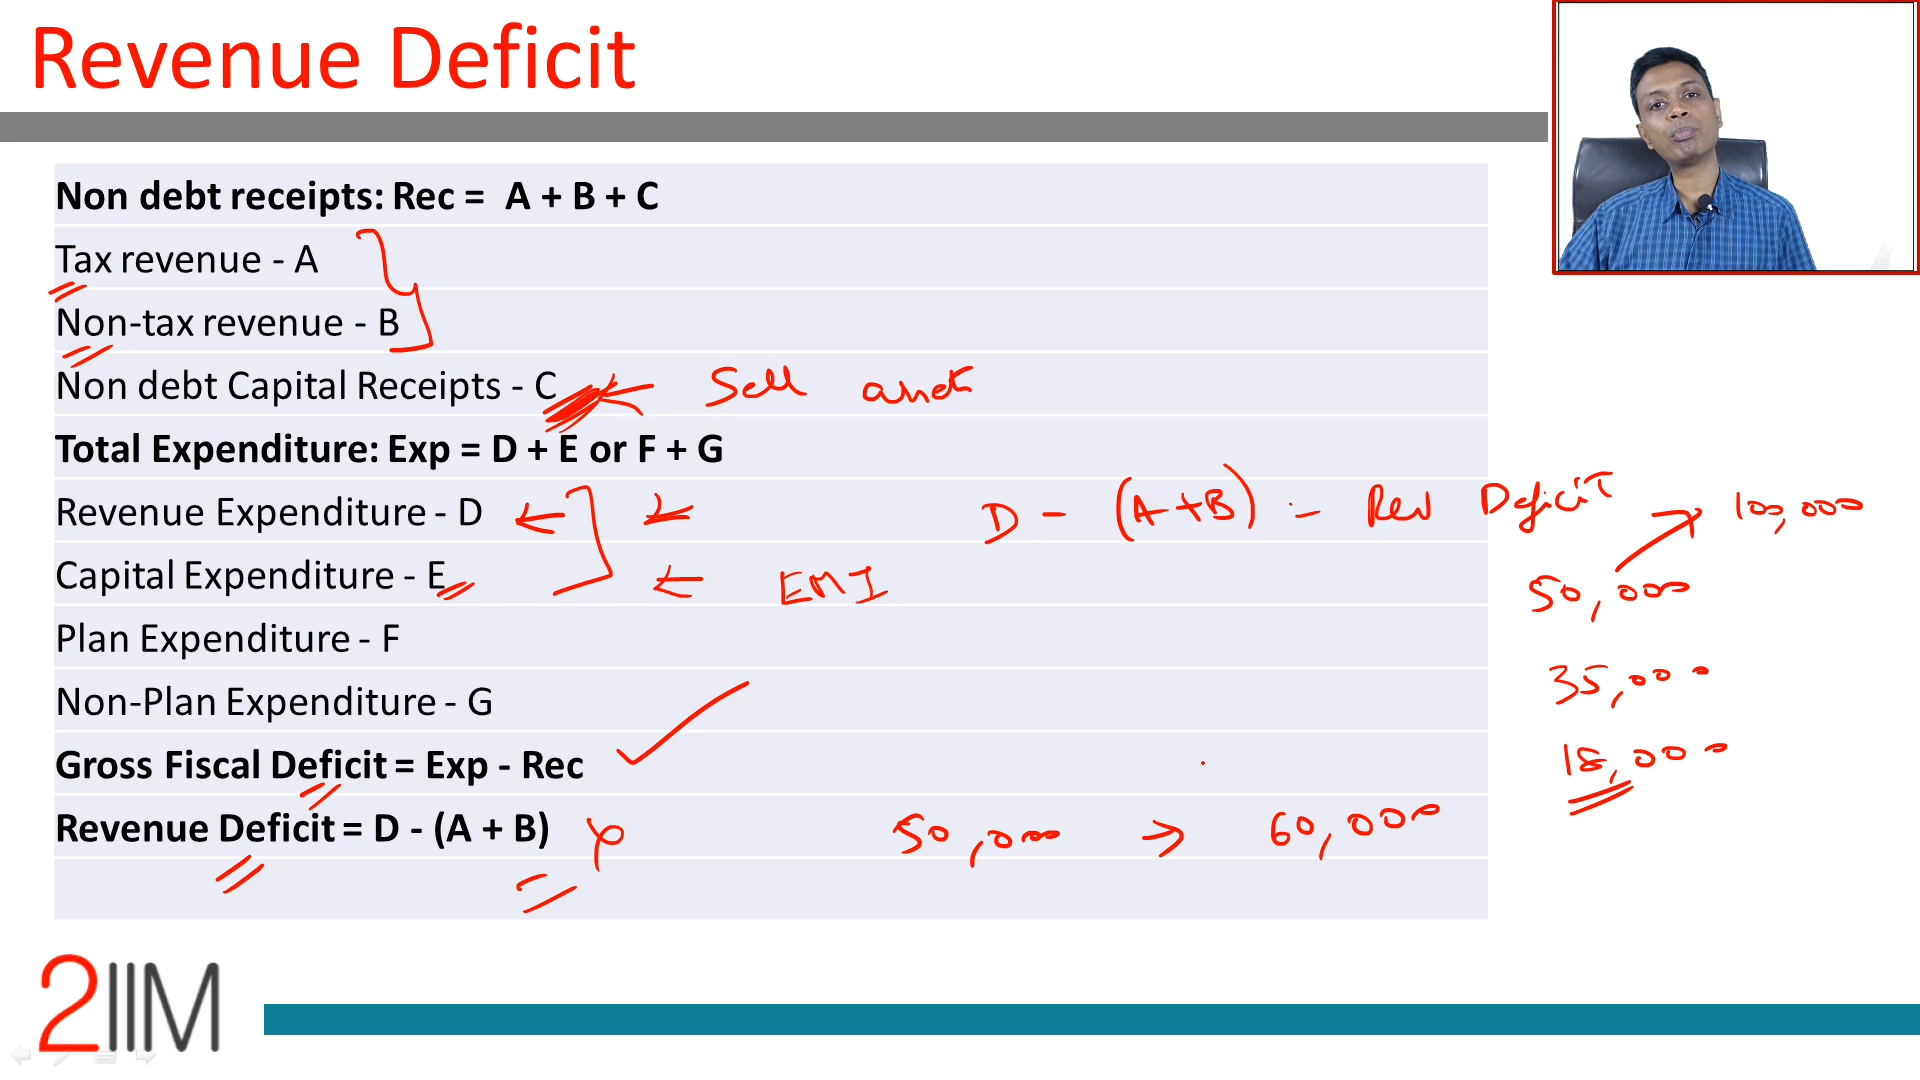 Revenue Deficit
Non debt receipts: Rec = A + B + C
Tax revenue - A
Non-tax revenue - B
Non debt Capital Receipts - C Sell asset
Total Expenditure: Exp = D + E or F + G
Revenue Expenditure - D D - (A+B) = Rev Deficit 100,000
Capital Expenditure - E EMI 50,000
Plan Expenditure - F
35,000
Non-Plan Expenditure - G
Gross Fiscal Deficit = Exp - Rec 18,000
Revenue Deficit = D - (A + B) 50,000 → 60,000
2IIM